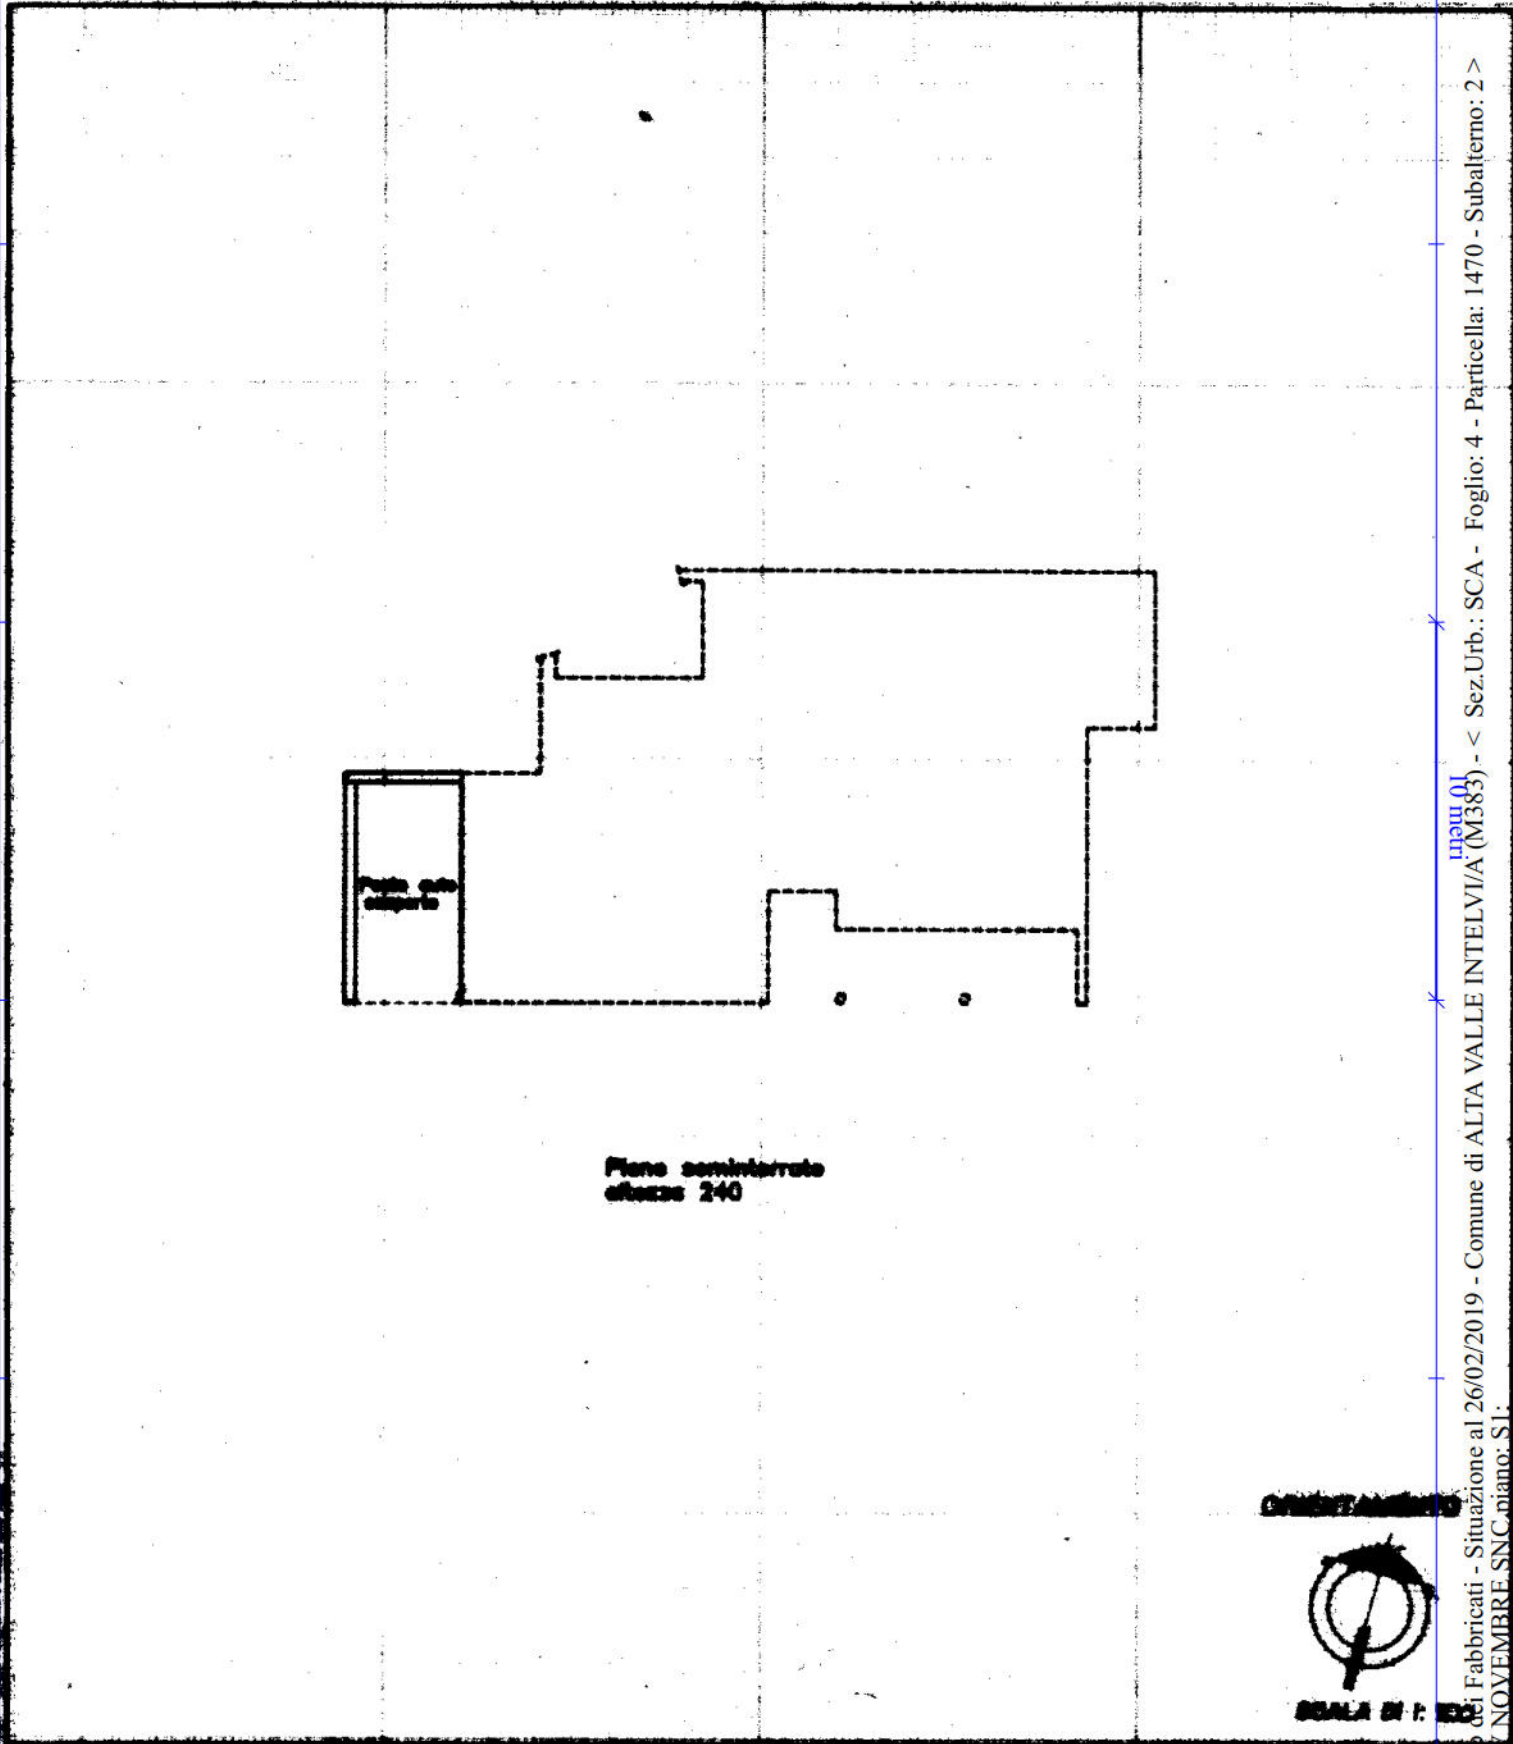 Posto auto
scoperto
Piano seminterrato
altezza 240
ORIENTAMENTO
SCALA DI 1:
10 metri
dei Fabbricati - Situazione al 26/02/2019 - Comune di ALTA VALLE INTELVI/A (M383) - < Sez.Urb.: SCA - Foglio: 4 - Particella: 1470 - Subalterno: 2 >
NOVEMBRE SNC piano: S1;